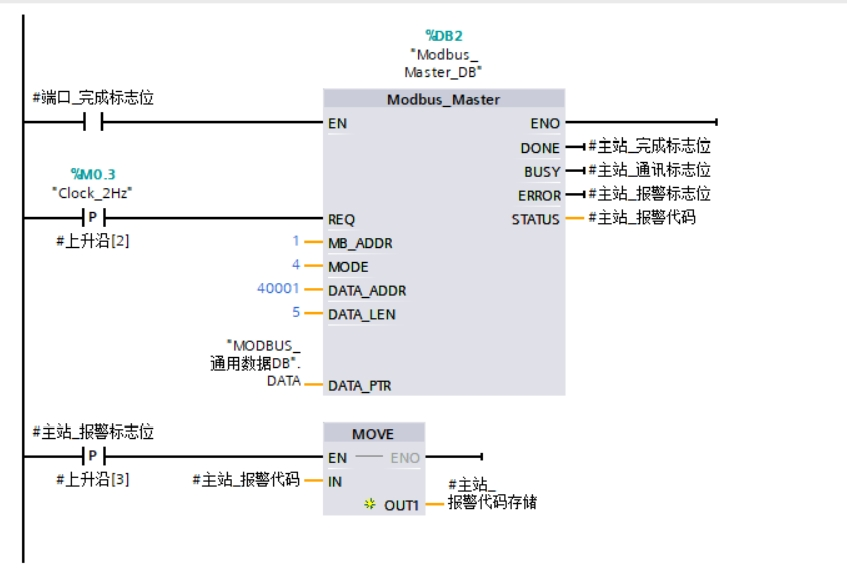 %DB2
"Modbus_
Master_DB"
#端口_完成标志位
Modbus_Master
EN
ENO
DONE
#主站_完成标志位
%M0.3
BUSY
#主站_通讯标志位
"Clock_2Hz"
ERROR
#主站_报警标志位
P
REQ
STATUS
#主站_报警代码
#上升沿[2]
1
MB_ADDR
4
MODE
40001
DATA_ADDR
5
DATA_LEN
"MODBUS_
通用数据DB".
DATA
DATA_PTR
#主站_报警标志位
MOVE
P
EN
ENO
#上升沿[3]
#主站_报警代码
IN
#主站_
OUT1
报警代码存储